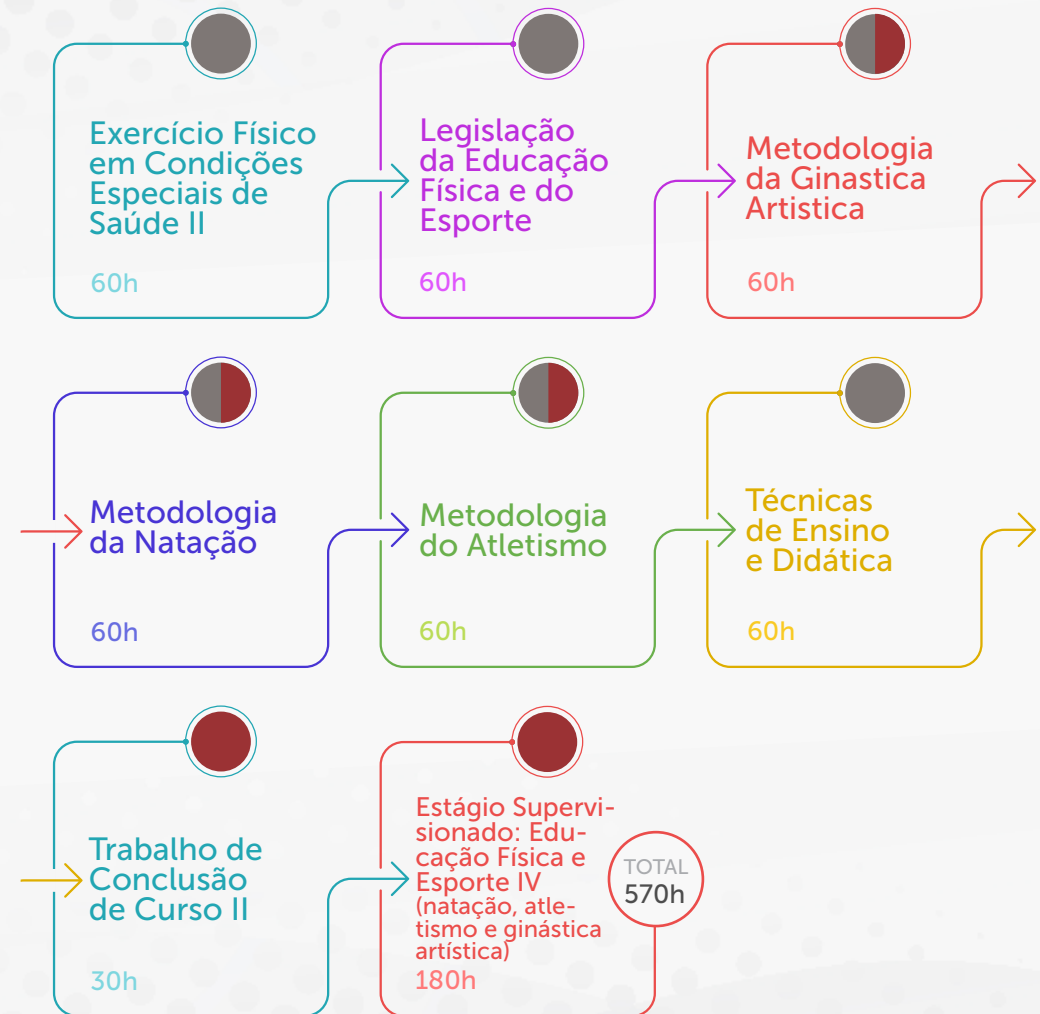 Exercício Físico
em Condições
Especiais de
Saúde II
60h
Legislação
da Educação
Física e do
Esporte
60h
Metodologia
da Ginastica
Artistica
60h
Metodologia
da Natação
60h
Metodologia
do Atletismo
60h
Técnicas
de Ensino
e Didática
60h
Trabalho de
Conclusão
de Curso II
30h
Estágio Supervi-
sionado: Edu-
cação Física e
Esporte IV
(natação, atle-
tismo e ginástica
artística)
180h
TOTAL
570h